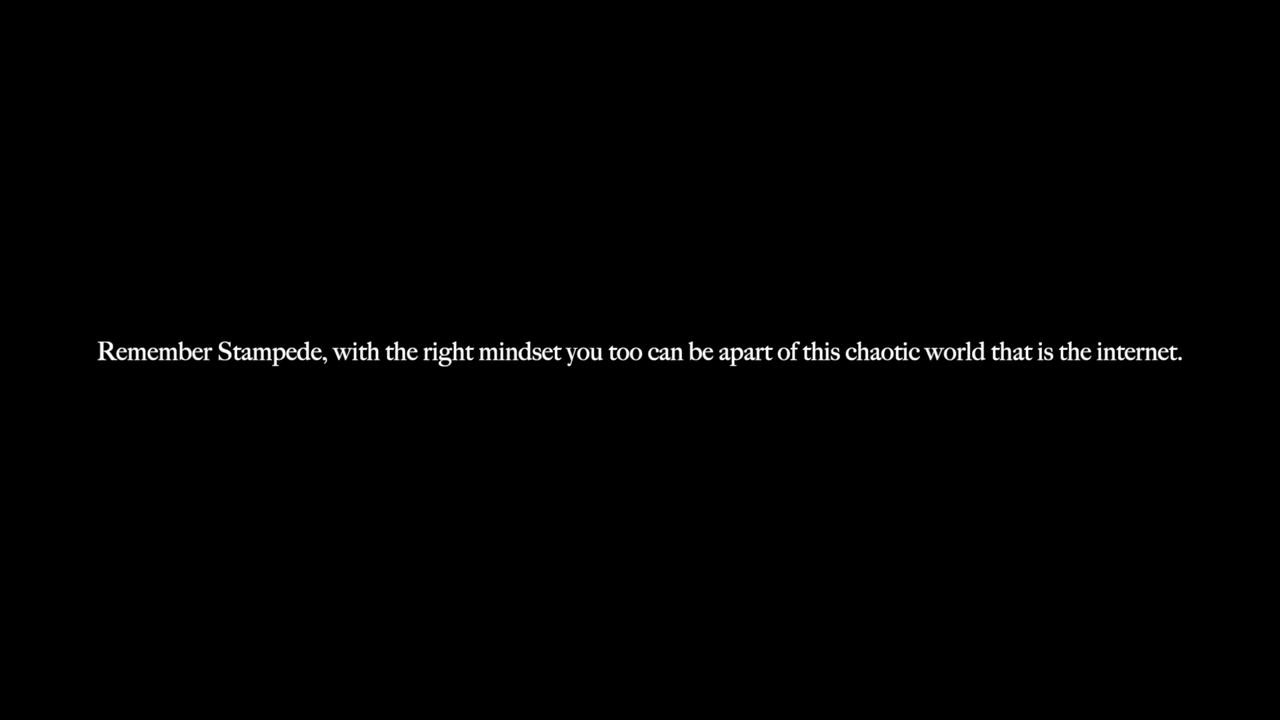 Remember Stampede, with the right mindset you too can be apart of this chaotic world that is the internet.